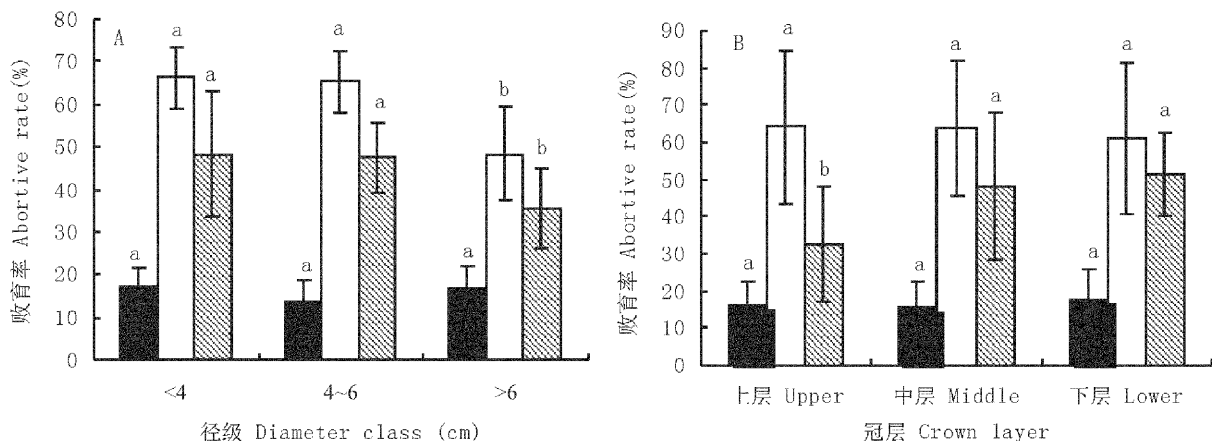 A
败育率 Abortive rate(%)
80
70
60
50
40
30
20
10
0
a a a
a a a
a b b
<4 4~6 >6
径级 Diameter class (cm)
B
败育率 Abortive rate(%)
90
80
70
60
50
40
30
20
10
0
a a b
a a a
a a a
上层 Upper 中层 Middle 下层 Lower
冠层 Crown layer